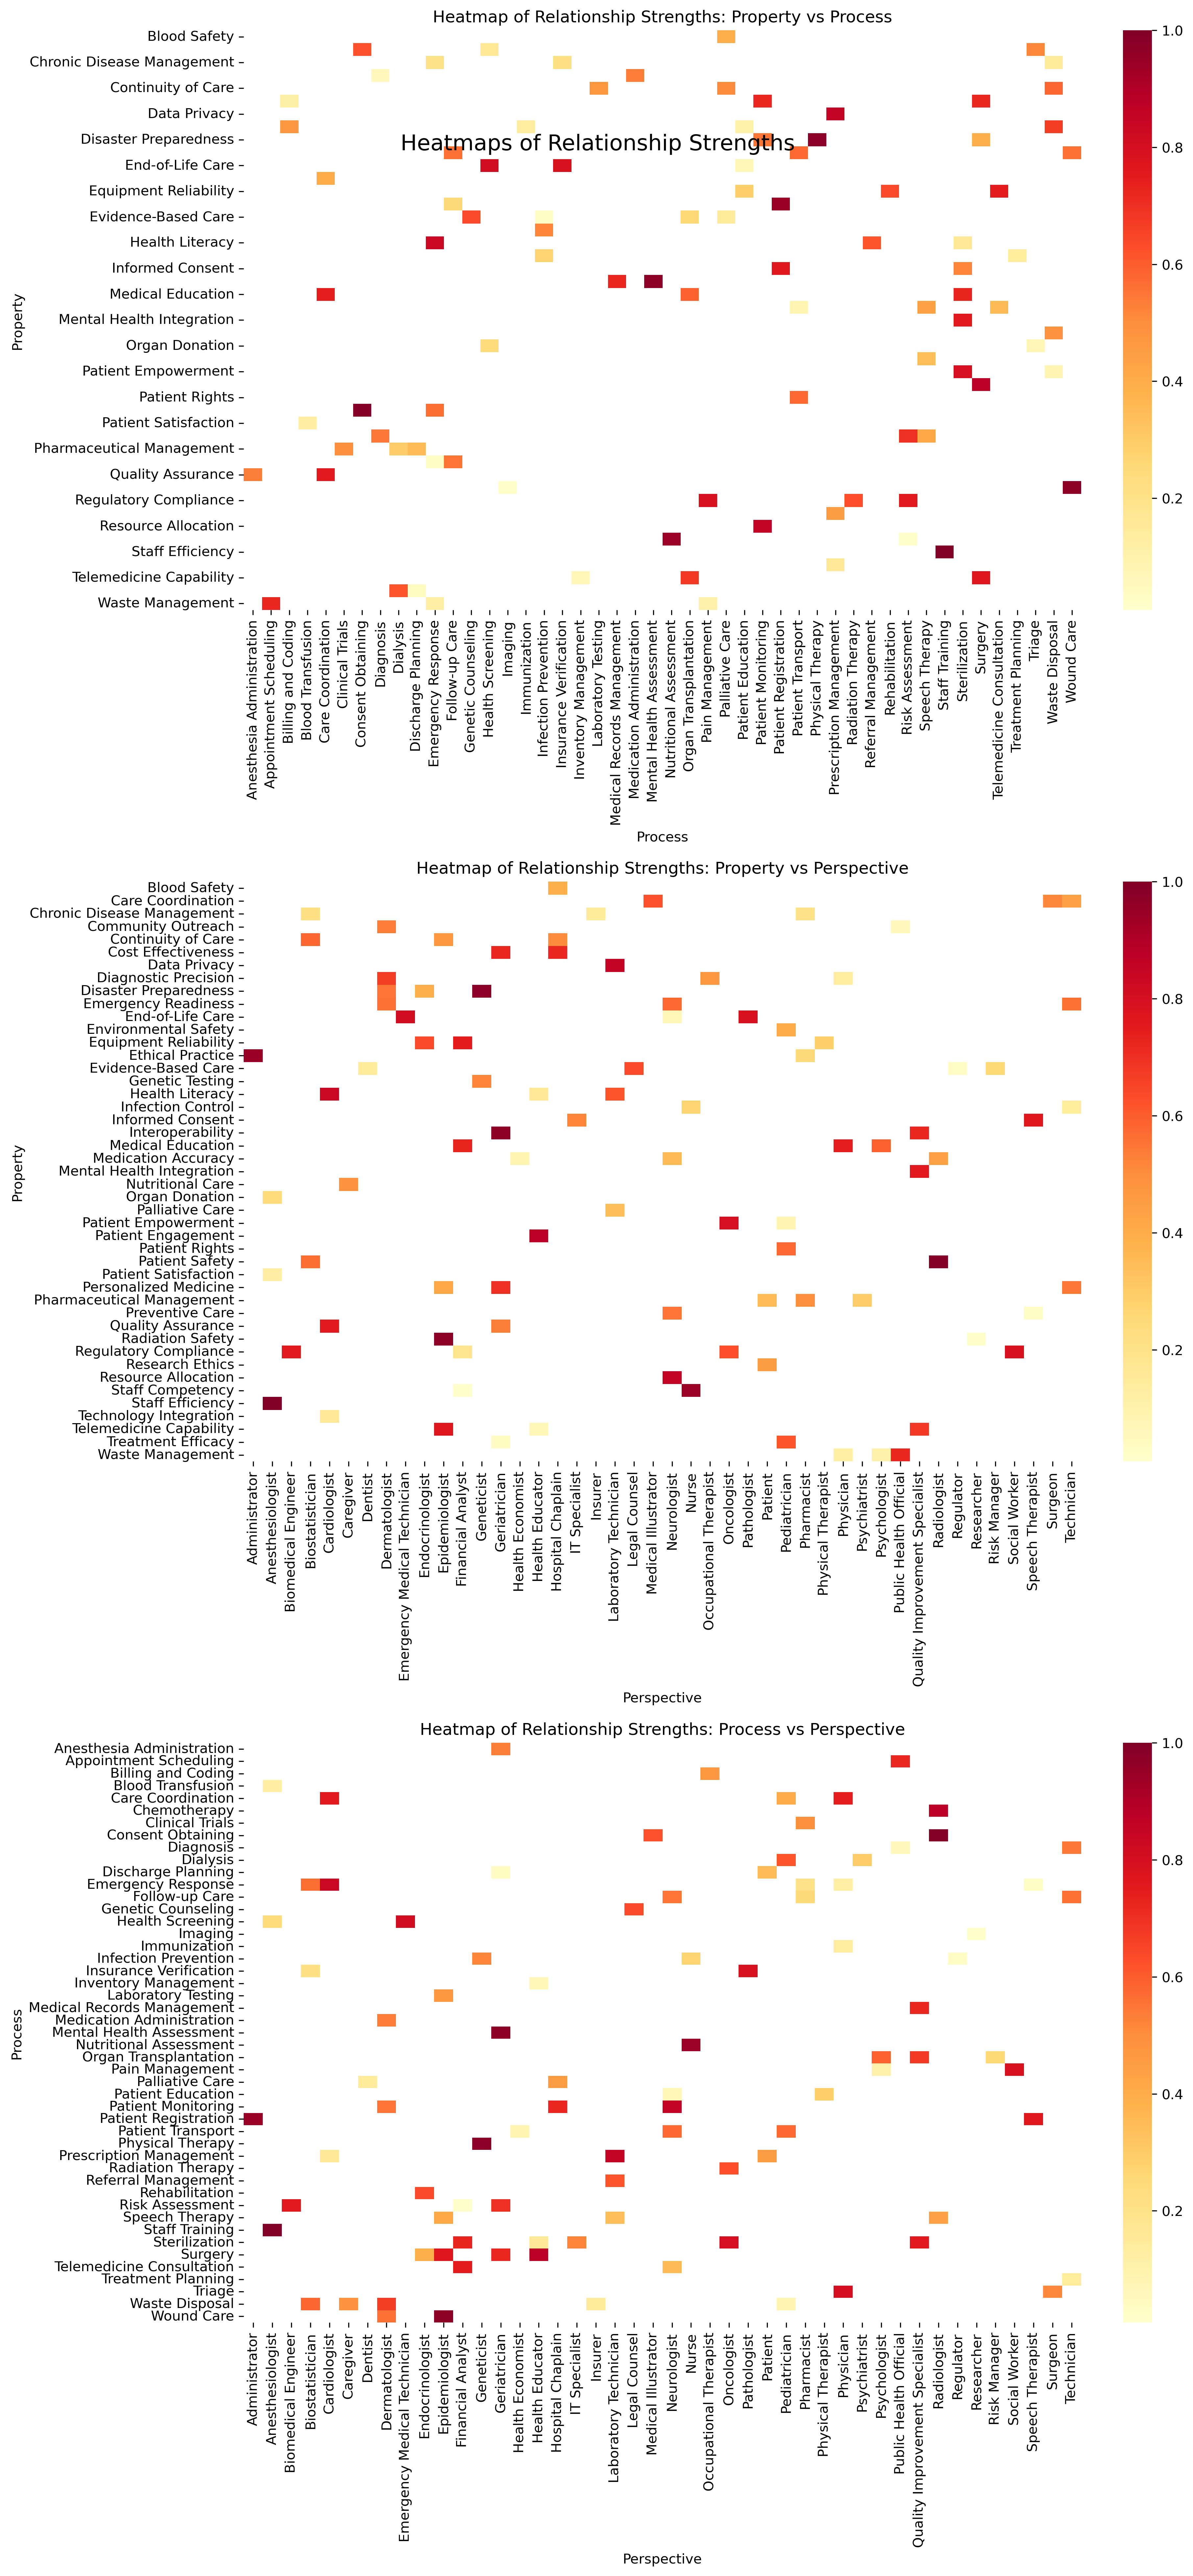 Heatmap of Relationship Strengths: Property vs Process
Heatmaps of Relationship Strengths
Property
Blood Safety
Chronic Disease Management
Continuity of Care
Data Privacy
Disaster Preparedness
End-of-Life Care
Equipment Reliability
Evidence-Based Care
Health Literacy
Informed Consent
Medical Education
Mental Health Integration
Organ Donation
Patient Empowerment
Patient Rights
Patient Satisfaction
Pharmaceutical Management
Quality Assurance
Regulatory Compliance
Resource Allocation
Staff Efficiency
Telemedicine Capability
Waste Management
Anesthesia Administration
Appointment Scheduling
Billing and Coding
Blood Transfusion
Care Coordination
Clinical Trials
Consent Obtaining
Diagnosis
Dialysis
Discharge Planning
Emergency Response
Follow-up Care
Genetic Counseling
Health Screening
Imaging
Immunization
Infection Prevention
Insurance Verification
Inventory Management
Laboratory Testing
Medical Records Management
Medication Administration
Mental Health Assessment
Nutritional Assessment
Organ Transplantation
Pain Management
Palliative Care
Patient Education
Patient Monitoring
Patient Registration
Patient Transport
Physical Therapy
Prescription Management
Radiation Therapy
Referral Management
Rehabilitation
Risk Assessment
Speech Therapy
Staff Training
Sterilization
Surgery
Telemedicine Consultation
Treatment Planning
Triage
Waste Disposal
Wound Care
Process
1.0
0.8
0.6
0.4
0.2
Heatmap of Relationship Strengths: Property vs Perspective
Property
Blood Safety
Care Coordination
Chronic Disease Management
Community Outreach
Continuity of Care
Cost Effectiveness
Data Privacy
Diagnostic Precision
Disaster Preparedness
Emergency Readiness
End-of-Life Care
Environmental Safety
Equipment Reliability
Ethical Practice
Evidence-Based Care
Genetic Testing
Health Literacy
Infection Control
Informed Consent
Interoperability
Medical Education
Medication Accuracy
Mental Health Integration
Nutritional Care
Organ Donation
Palliative Care
Patient Empowerment
Patient Engagement
Patient Rights
Patient Safety
Patient Satisfaction
Personalized Medicine
Pharmaceutical Management
Preventive Care
Quality Assurance
Radiation Safety
Regulatory Compliance
Research Ethics
Resource Allocation
Staff Competency
Staff Efficiency
Technology Integration
Telemedicine Capability
Treatment Efficacy
Waste Management
Administrator
Anesthesiologist
Biomedical Engineer
Biostatistician
Cardiologist
Caregiver
Dentist
Dermatologist
Emergency Medical Technician
Endocrinologist
Epidemiologist
Financial Analyst
Geneticist
Geriatrician
Health Economist
Health Educator
Hospital Chaplain
IT Specialist
Insurer
Laboratory Technician
Legal Counsel
Medical Illustrator
Neurologist
Nurse
Occupational Therapist
Oncologist
Pathologist
Patient
Pediatrician
Pharmacist
Physical Therapist
Physician
Psychiatrist
Psychologist
Public Health Official
Quality Improvement Specialist
Radiologist
Regulator
Researcher
Risk Manager
Social Worker
Speech Therapist
Surgeon
Technician
Perspective
1.0
0.8
0.6
0.4
0.2
Heatmap of Relationship Strengths: Process vs Perspective
Process
Anesthesia Administration
Appointment Scheduling
Billing and Coding
Blood Transfusion
Care Coordination
Chemotherapy
Clinical Trials
Consent Obtaining
Diagnosis
Dialysis
Discharge Planning
Emergency Response
Follow-up Care
Genetic Counseling
Health Screening
Imaging
Immunization
Infection Prevention
Insurance Verification
Inventory Management
Laboratory Testing
Medical Records Management
Medication Administration
Mental Health Assessment
Nutritional Assessment
Organ Transplantation
Pain Management
Palliative Care
Patient Education
Patient Monitoring
Patient Registration
Patient Transport
Physical Therapy
Prescription Management
Radiation Therapy
Referral Management
Rehabilitation
Risk Assessment
Speech Therapy
Staff Training
Sterilization
Surgery
Telemedicine Consultation
Treatment Planning
Triage
Waste Disposal
Wound Care
Administrator
Anesthesiologist
Biomedical Engineer
Biostatistician
Cardiologist
Caregiver
Dentist
Dermatologist
Emergency Medical Technician
Endocrinologist
Epidemiologist
Financial Analyst
Geneticist
Geriatrician
Health Economist
Health Educator
Hospital Chaplain
IT Specialist
Insurer
Laboratory Technician
Legal Counsel
Medical Illustrator
Neurologist
Nurse
Occupational Therapist
Oncologist
Pathologist
Patient
Pediatrician
Pharmacist
Physical Therapist
Physician
Psychiatrist
Psychologist
Public Health Official
Quality Improvement Specialist
Radiologist
Regulator
Researcher
Risk Manager
Social Worker
Speech Therapist
Surgeon
Technician
Perspective
1.0
0.8
0.6
0.4
0.2